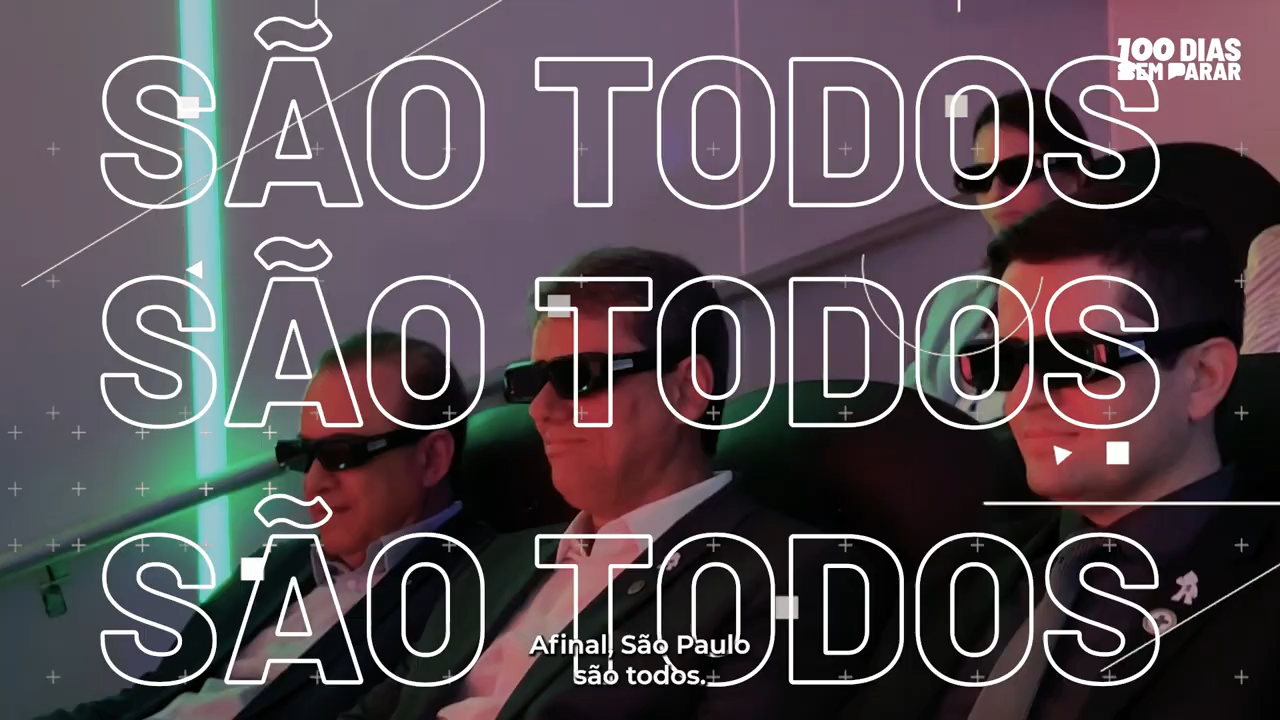 SÃO TODOS
100 DIAS
SEM PARAR
SÃO TODOS
SÃO TODOS
Afinal, São Paulo
são todos.